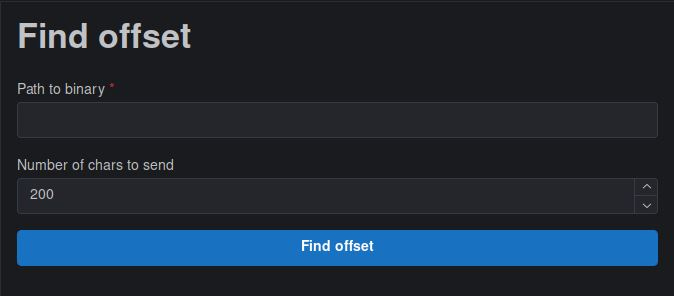 Find offset
Path to binary *
Number of chars to send
200
Find offset